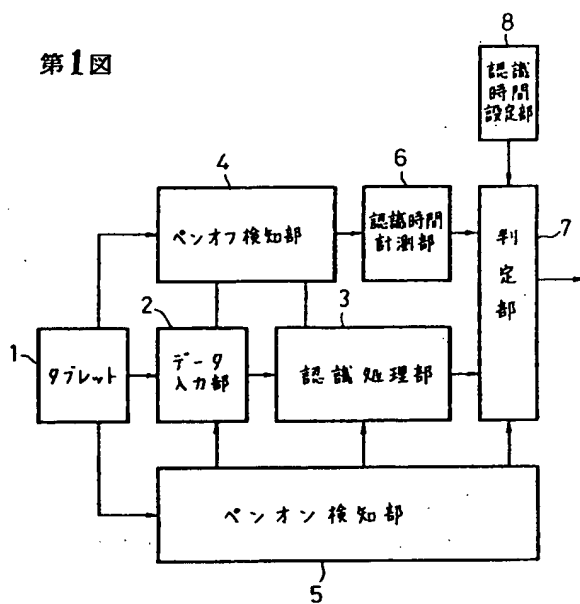 第1図
8
認識
時間
設定部
4
ペンオフ検知部
6
認識時間
計測部
判定部
7
1
タブレット
2
データ
入力部
3
認識処理部
ペンオン検知部
5